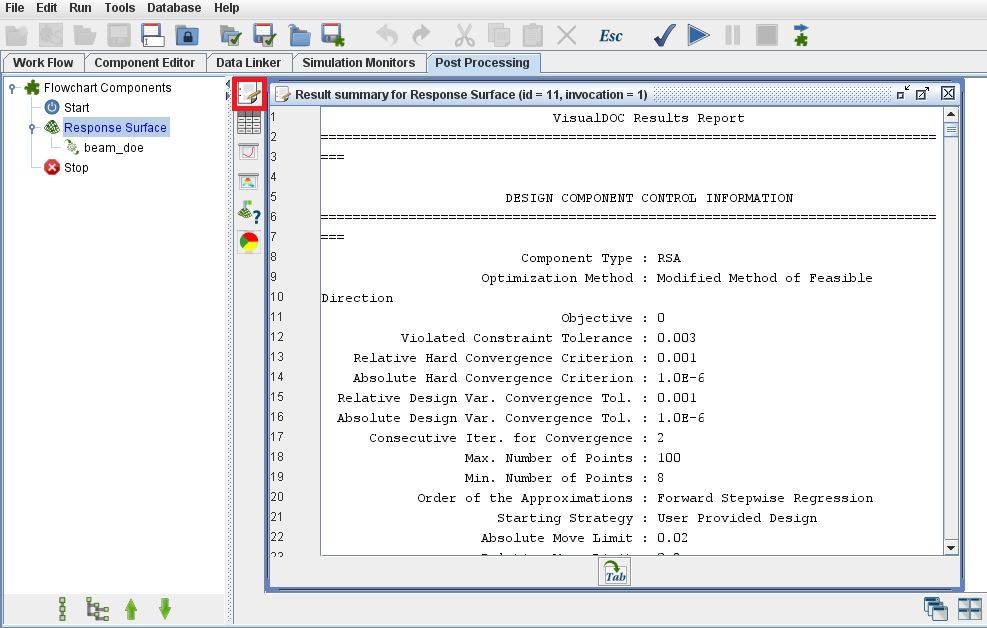 File Edit Run Tools Database Help
Esc
Work Flow Component Editor Data Linker Simulation Monitors Post Processing
Flowchart Components
Start
Response Surface
beam_doe
Stop
Result summary for Response Surface (id = 11, invocation = 1)
1 VisualDOC Results Report
2 =============================================================================
3 ===
4
5 DESIGN COMPONENT CONTROL INFORMATION
6 =============================================================================
7 ===
8 Component Type : RSA
9 Optimization Method : Modified Method of Feasible
10 Direction
11 Objective : 0
12 Violated Constraint Tolerance : 0.003
13 Relative Hard Convergence Criterion : 0.001
14 Absolute Hard Convergence Criterion : 1.0E-6
15 Relative Design Var. Convergence Tol. : 0.001
16 Absolute Design Var. Convergence Tol. : 1.0E-6
17 Consecutive Iter. for Convergence : 2
18 Max. Number of Points : 100
19 Min. Number of Points : 8
20 Order of the Approximations : Forward Stepwise Regression
21 Starting Strategy : User Provided Design
22 Absolute Move Limit : 0.02
Tab